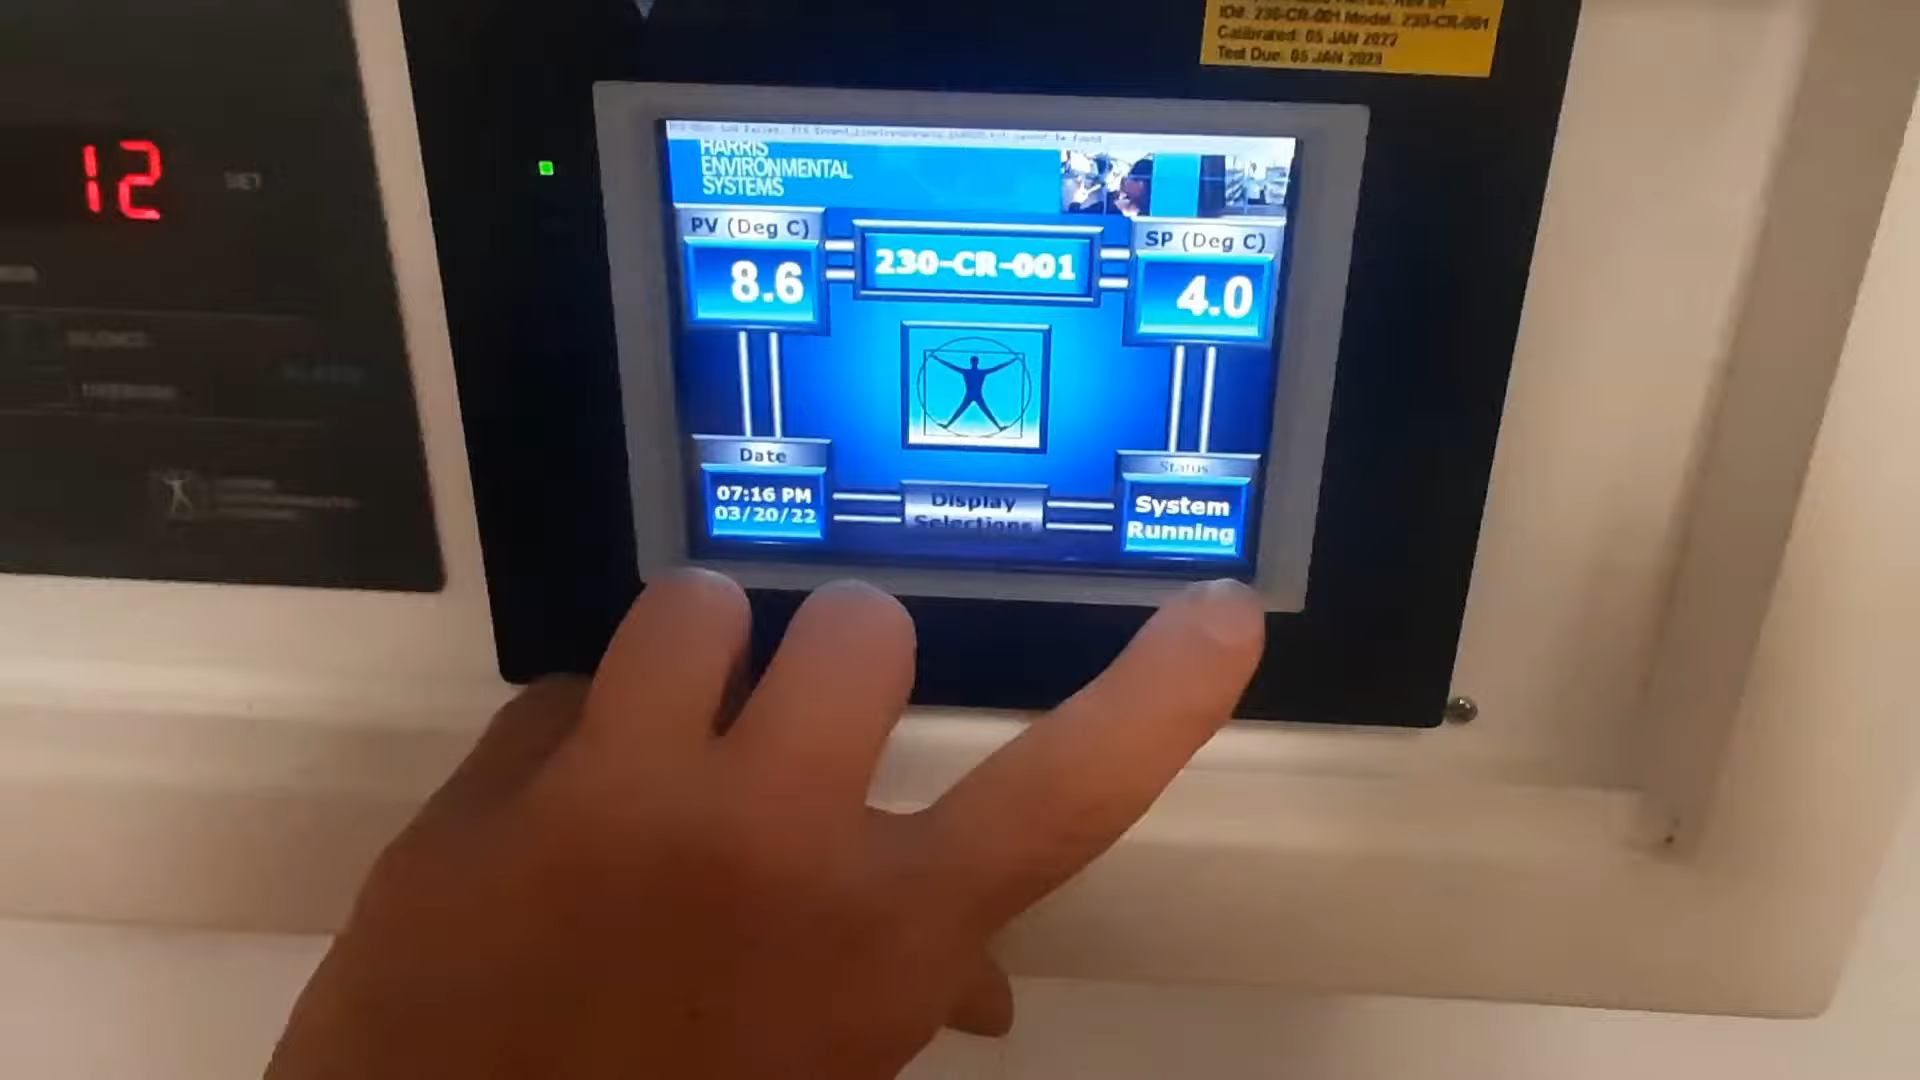 ID#: 230-CR-001 Model: 230-CR-001
Calibrated: 05 JAN 2022
Test Due: 05 JAN 2023
12
SET
HARRIS
ENVIRONMENTAL
SYSTEMS
PV (Deg C)
8.6
230-CR-001
SP (Deg C)
4.0
SILENCE
Date
07:16 PM
03/20/22
Display
Selections
Status
System
Running